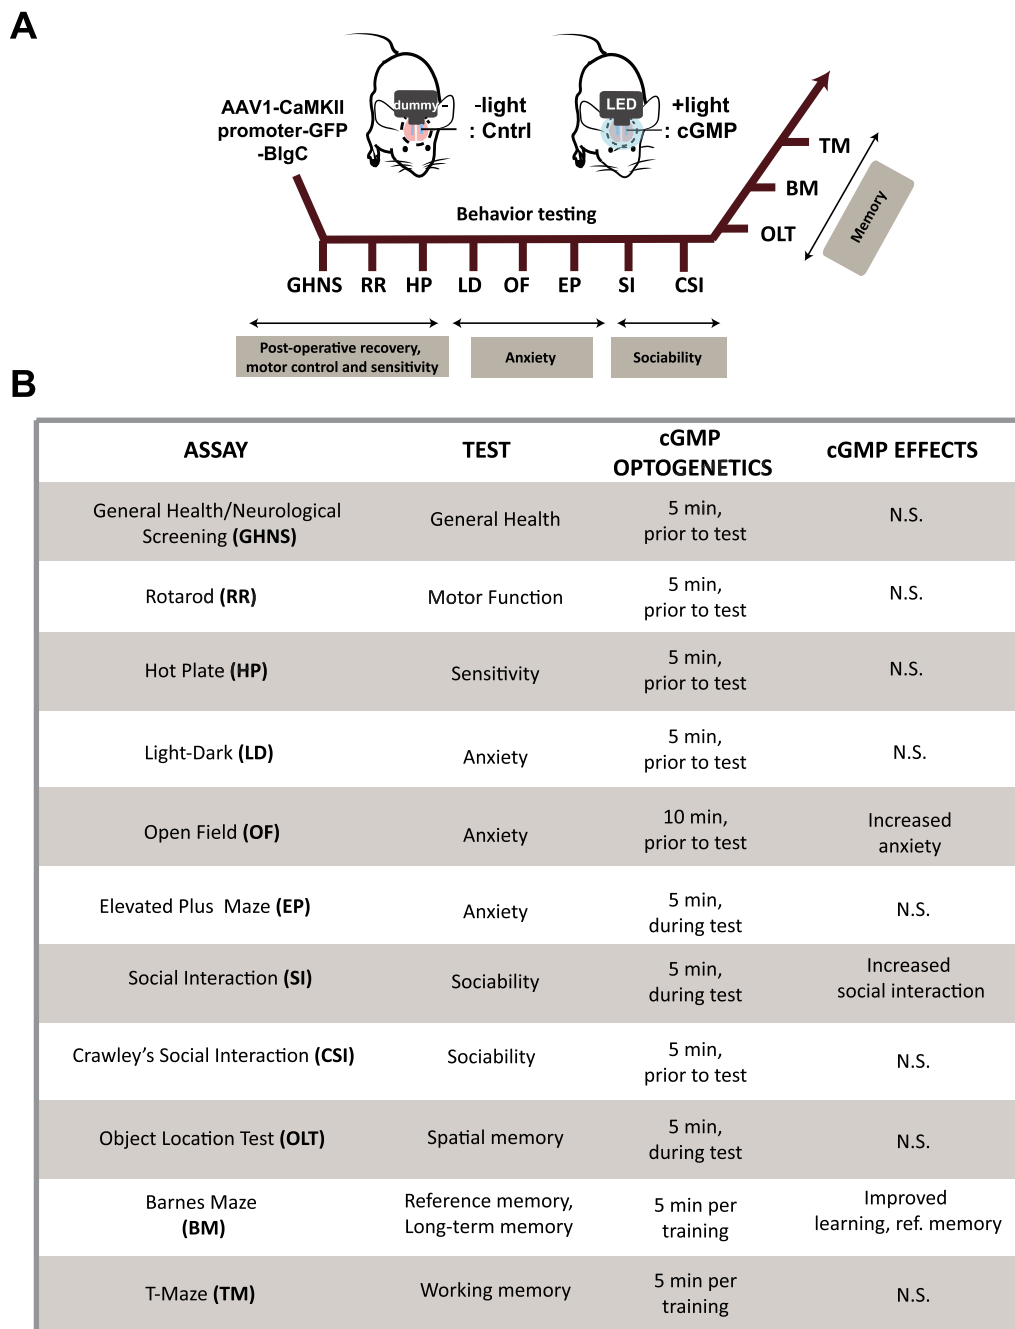 A
AAV1-CaMKII
promoter-GFP
-BlgC
dummy
-light
: Cntrl
LED
+light
: cGMP
Behavior testing
GHNS
RR
HP
LD
OF
EP
SI
CSI
OLT
BM
TM
Memory
Post-operative recovery,
motor control and sensitivity
Anxiety
Sociability
B
ASSAY
TEST
cGMP
OPTOGENETICS
cGMP EFFECTS
General Health/Neurological
Screening (GHNS)
General Health
5 min,
prior to test
N.S.
Rotarod (RR)
Motor Function
5 min,
prior to test
N.S.
Hot Plate (HP)
Sensitivity
5 min,
prior to test
N.S.
Light-Dark (LD)
Anxiety
5 min,
prior to test
N.S.
Open Field (OF)
Anxiety
10 min,
prior to test
Increased
anxiety
Elevated Plus Maze (EP)
Anxiety
5 min,
during test
N.S.
Social Interaction (SI)
Sociability
5 min,
during test
Increased
social interaction
Crawley's Social Interaction (CSI)
Sociability
5 min,
prior to test
N.S.
Object Location Test (OLT)
Spatial memory
5 min,
during test
N.S.
Barnes Maze
(BM)
Reference memory,
Long-term memory
5 min per
training
Improved
learning, ref. memory
T-Maze (TM)
Working memory
5 min per
training
N.S.